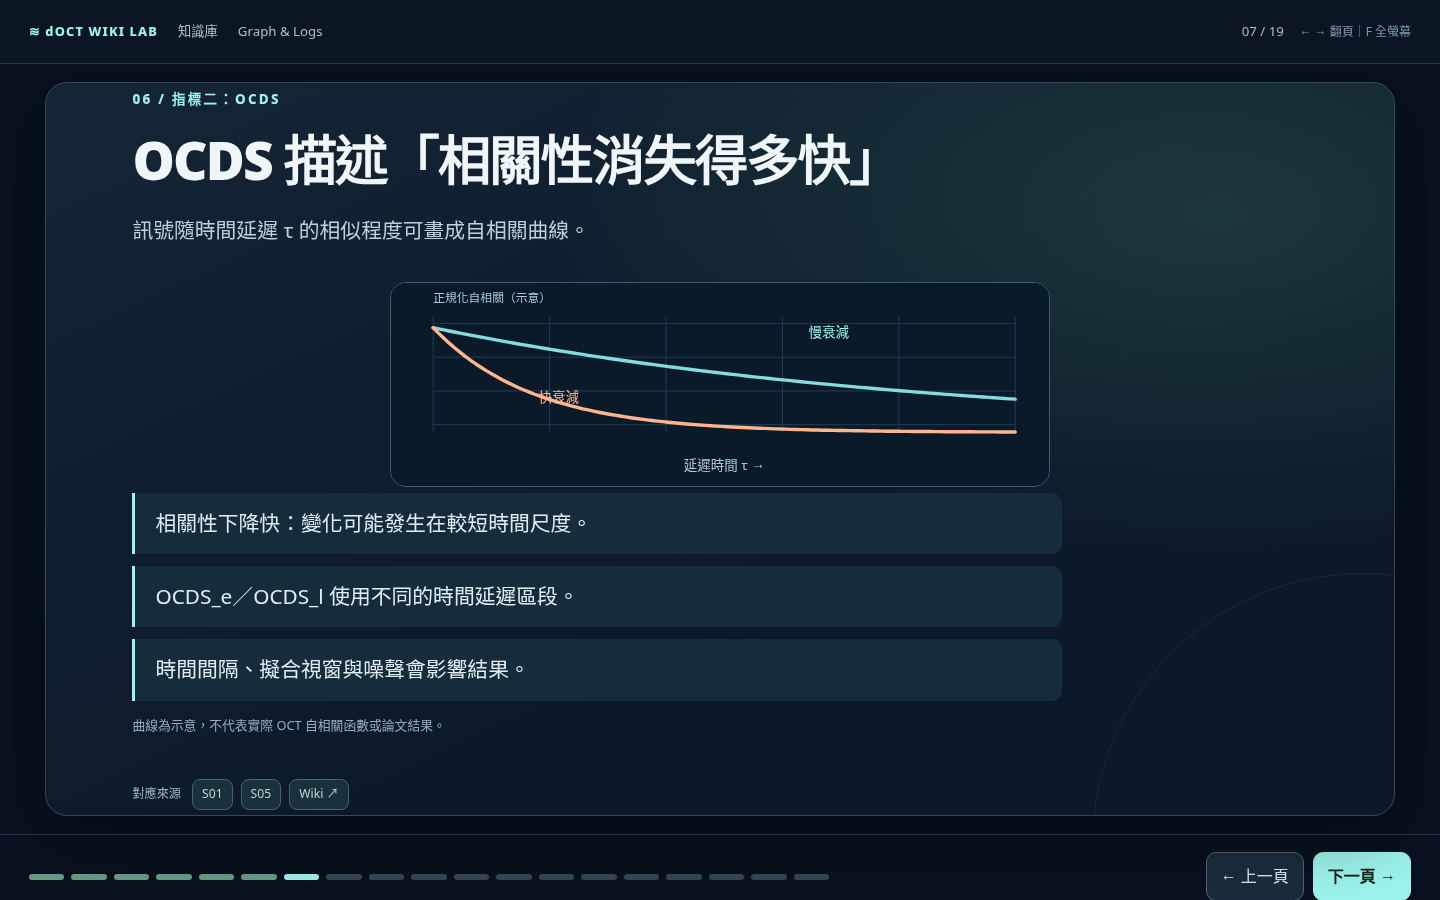 ≋ dOCT WIKI LAB 知識庫 Graph & Logs 07 / 19 ← → 翻頁｜F 全螢幕
06 / 指標二：OCDS
OCDS 描述「相關性消失得多快」
訊號隨時間延遲 τ 的相似程度可畫成自相關曲線。
正規化自相關（示意）
慢衰減
快衰減
延遲時間 τ →
相關性下降快：變化可能發生在較短時間尺度。
OCDS_e／OCDS_l 使用不同的時間延遲區段。
時間間隔、擬合視窗與噪聲會影響結果。
曲線為示意，不代表實際 OCT 自相關函數或論文結果。
對應來源 S01 S05 Wiki ↗
← 上一頁 下一頁 →